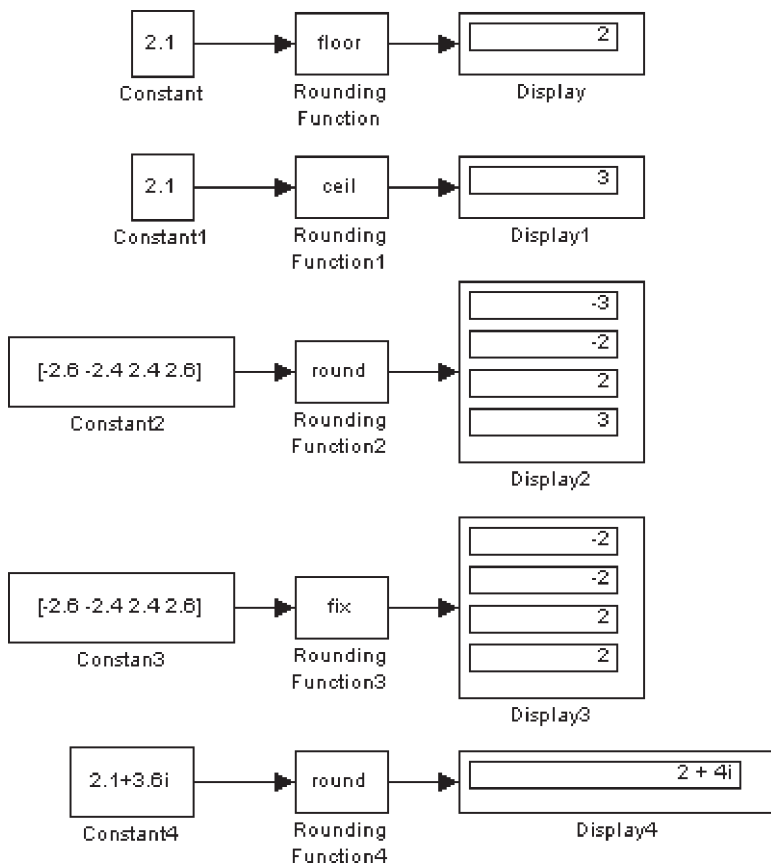 2.1
floor
2
Constant
Rounding
Function
Display
2.1
ceil
3
Constant1
Rounding
Function1
Display1
[-2.6 -2.4 2.4 2.6]
round
-3
-2
2
3
Constant2
Rounding
Function2
Display2
[-2.6 -2.4 2.4 2.6]
fix
-2
-2
2
2
Constan3
Rounding
Function3
Display3
2.1+3.6i
round
2 + 4i
Constant4
Rounding
Function4
Display4